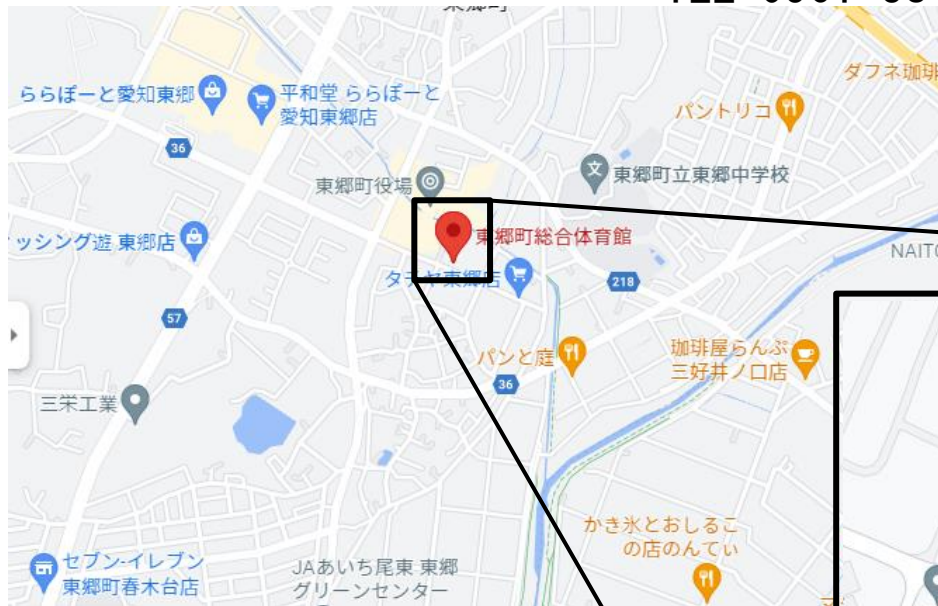 東郷町
ららぽーと愛知東郷
平和堂 ららぽーと
愛知東郷店
ダフネ珈琲
パントリコ
36
東郷町役場
東郷町立東郷中学校
ッシング遊 東郷店
東郷町総合体育館
NAITO
タチヤ東郷店
218
57
パンと庭
珈琲屋らんぷ
三好井ノ口店
36
三栄工業
かき氷とおしるこ
の店のんてい
セブン-イレブン
東郷町春木台店
JAあいち尾東 東郷
グリーンセンター